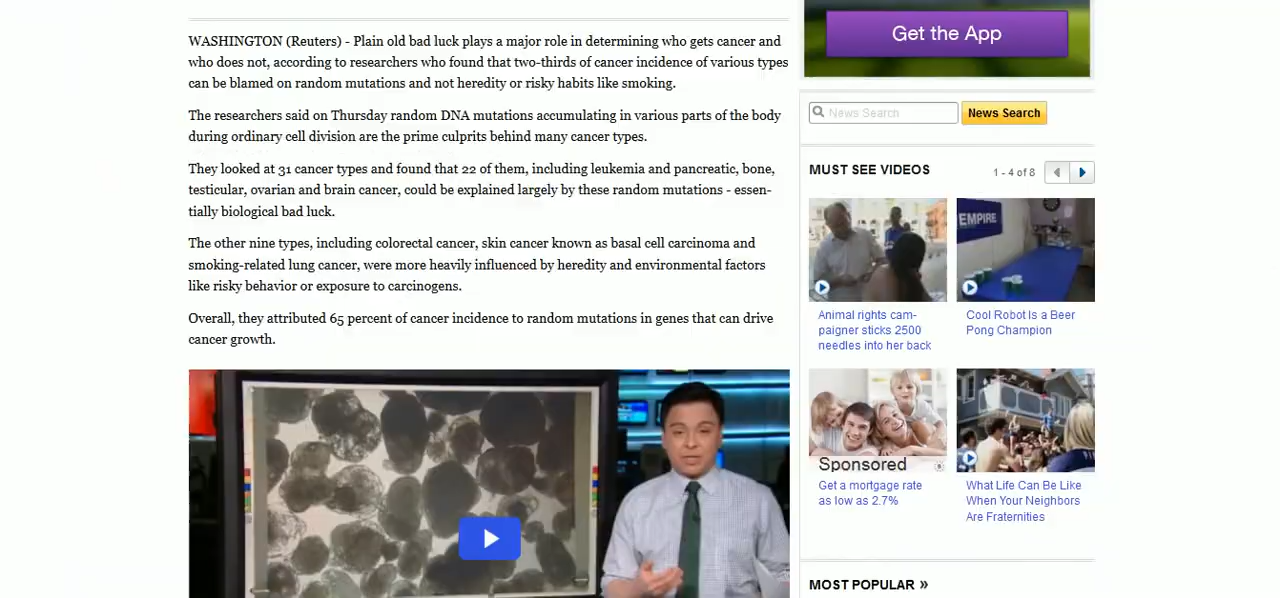 Get the App
WASHINGTON (Reuters) - Plain old bad luck plays a major role in determining who gets cancer and
who does not, according to researchers who found that two-thirds of cancer incidence of various types
can be blamed on random mutations and not heredity or risky habits like smoking.
The researchers said on Thursday random DNA mutations accumulating in various parts of the body
during ordinary cell division are the prime culprits behind many cancer types.
They looked at 31 cancer types and found that 22 of them, including leukemia and pancreatic, bone,
testicular, ovarian and brain cancer, could be explained largely by these random mutations - essen-
tially biological bad luck.
The other nine types, including colorectal cancer, skin cancer known as basal cell carcinoma and
smoking-related lung cancer, were more heavily influenced by heredity and environmental factors
like risky behavior or exposure to carcinogens.
Overall, they attributed 65 percent of cancer incidence to random mutations in genes that can drive
cancer growth.
News Search
News Search
MUST SEE VIDEOS
1 - 4 of 8
EMPIRE
Animal rights cam-
paigner sticks 2500
needles into her back
Cool Robot Is a Beer
Pong Champion
Sponsored
Get a mortgage rate
as low as 2.7%
What Life Can Be Like
When Your Neighbors
Are Fraternities
MOST POPULAR »